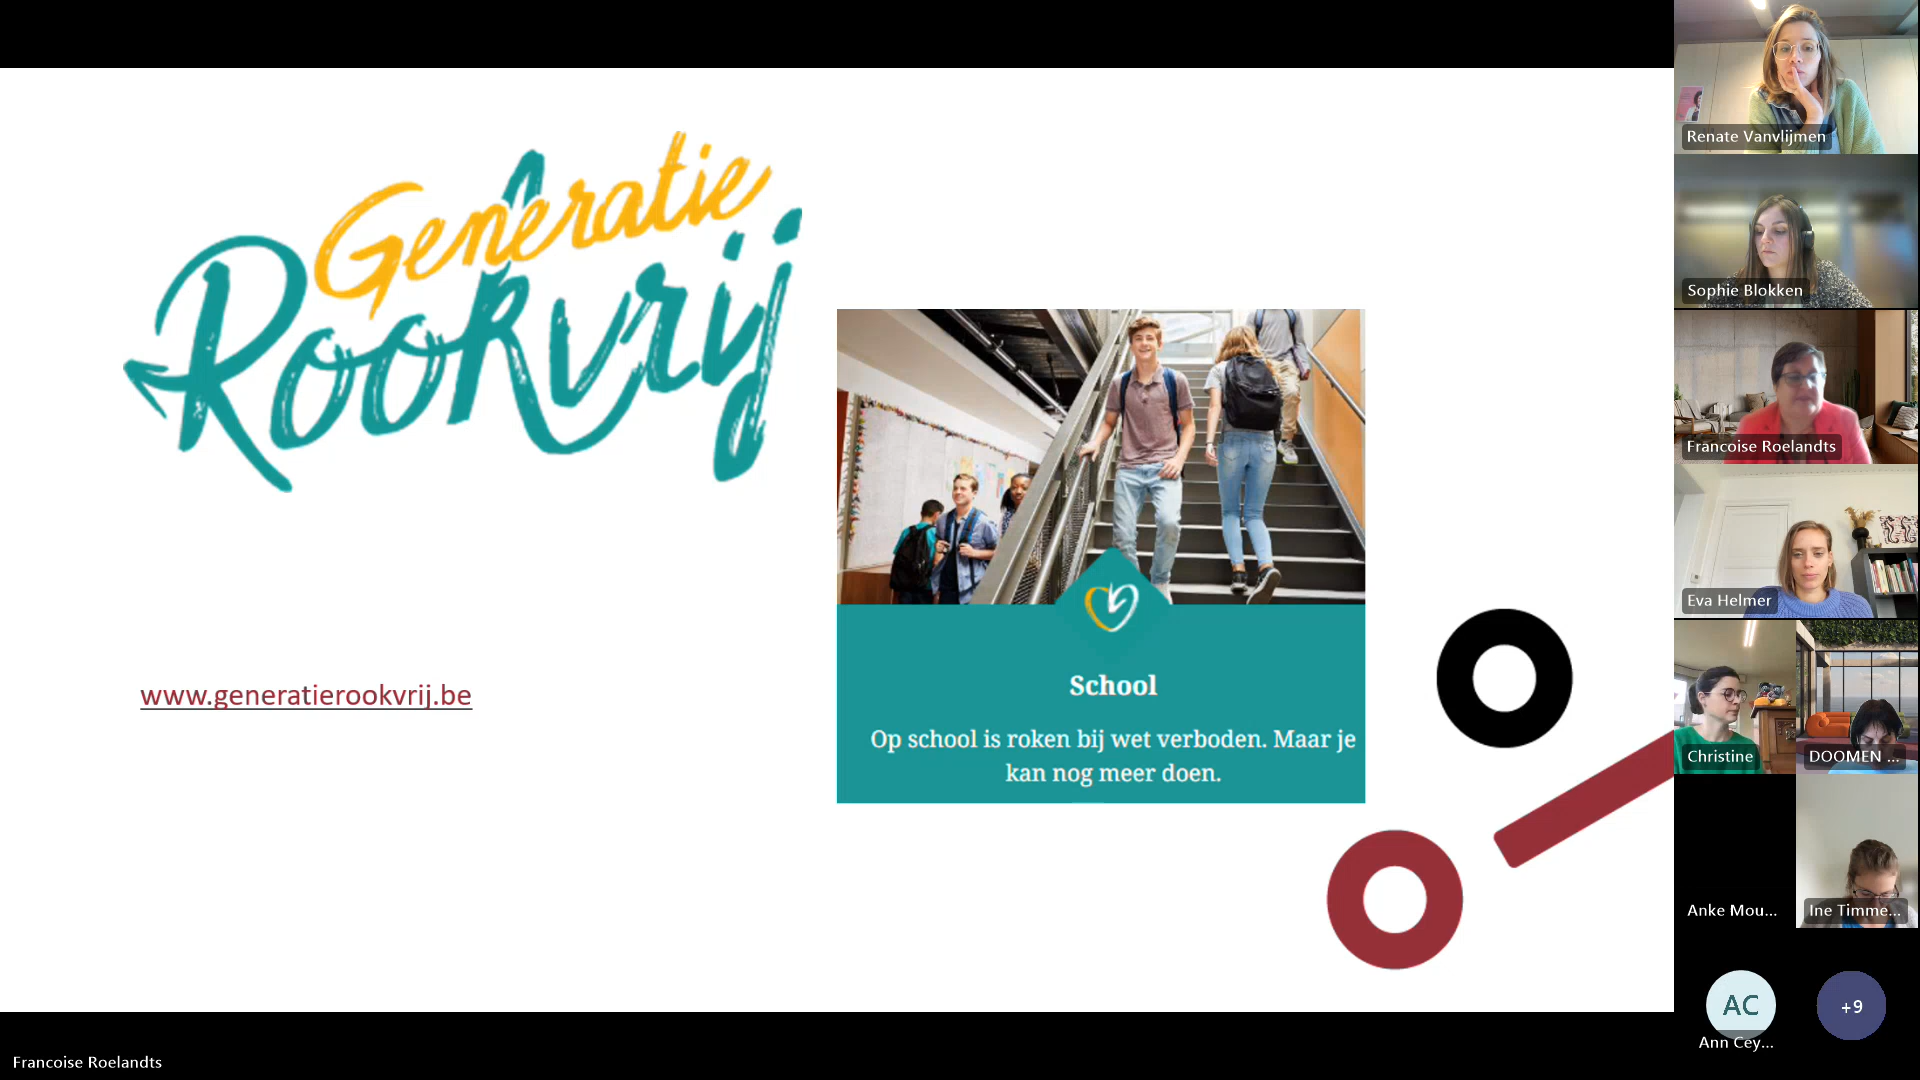 Generatie
Rookvrij
www.generatierookvrij.be
School
Op school is roken bij wet verboden. Maar je
kan nog meer doen.
Renate Vanvlijmen
Sophie Blokken
Francoise Roelandts
Eva Helmer
Christine
DOOMEN ...
Anke Mou...
Ine Timme...
AC
+9
Ann Cey...
Francoise Roelandts